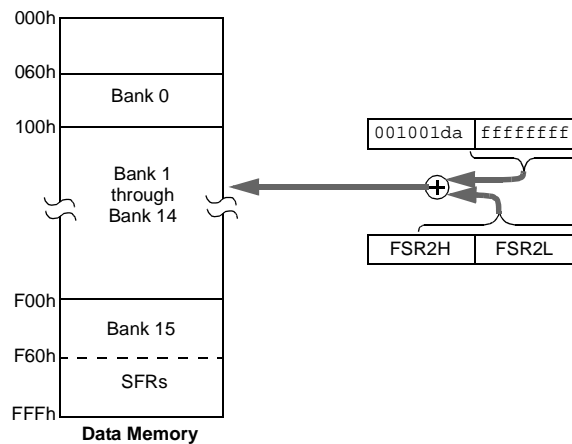 000h
060h
Bank 0
100h
001001da ffffffff
Bank 1
through
Bank 14
FSR2H FSR2L
F00h
Bank 15
F60h
SFRs
FFFh
Data Memory